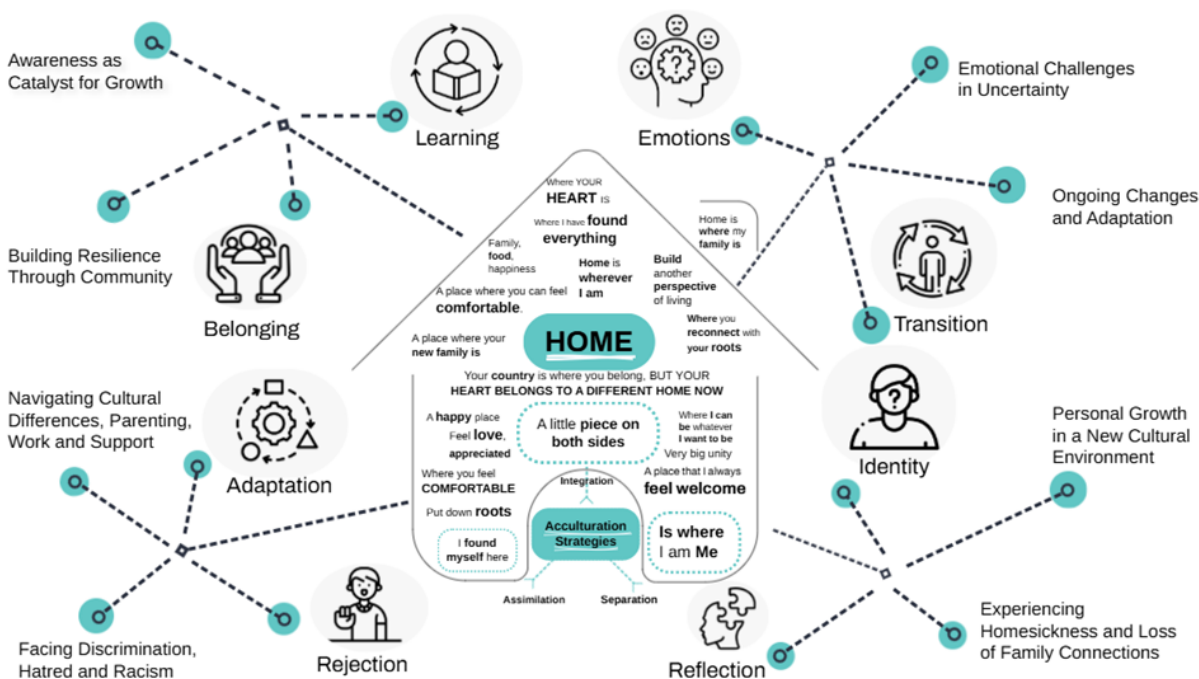 Awareness as
Catalyst for Growth
Learning
Building Resilience
Through Community
Belonging
Emotions
Emotional Challenges
in Uncertainty
Ongoing Changes
and Adaptation
Transition
Where YOUR
HEART IS
Where I have found
everything
Family,
food,
happiness
Home is
wherever
I am
Build
another
perspective
of living
Home is
where my
family is
A place where you can feel
comfortable.
A place where your
new family is
HOME
Where you
reconnect with
your roots
Your country is where you belong, BUT YOUR
HEART BELONGS TO A DIFFERENT HOME NOW
A happy place
Feel love,
appreciated
A little piece on
both sides
Where I can
be whatever
I want to be
Very big unity
Where you feel
COMFORTABLE
Put down roots
I found
myself here
Integration
Acculturation
Strategies
Assimilation
Separation
A place that I always
feel welcome
Is where
I am Me
Navigating Cultural
Differences, Parenting,
Work and Support
Adaptation
Facing Discrimination,
Hatred and Racism
Rejection
Identity
Personal Growth
in a New Cultural
Environment
Reflection
Experiencing
Homesickness and Loss
of Family Connections